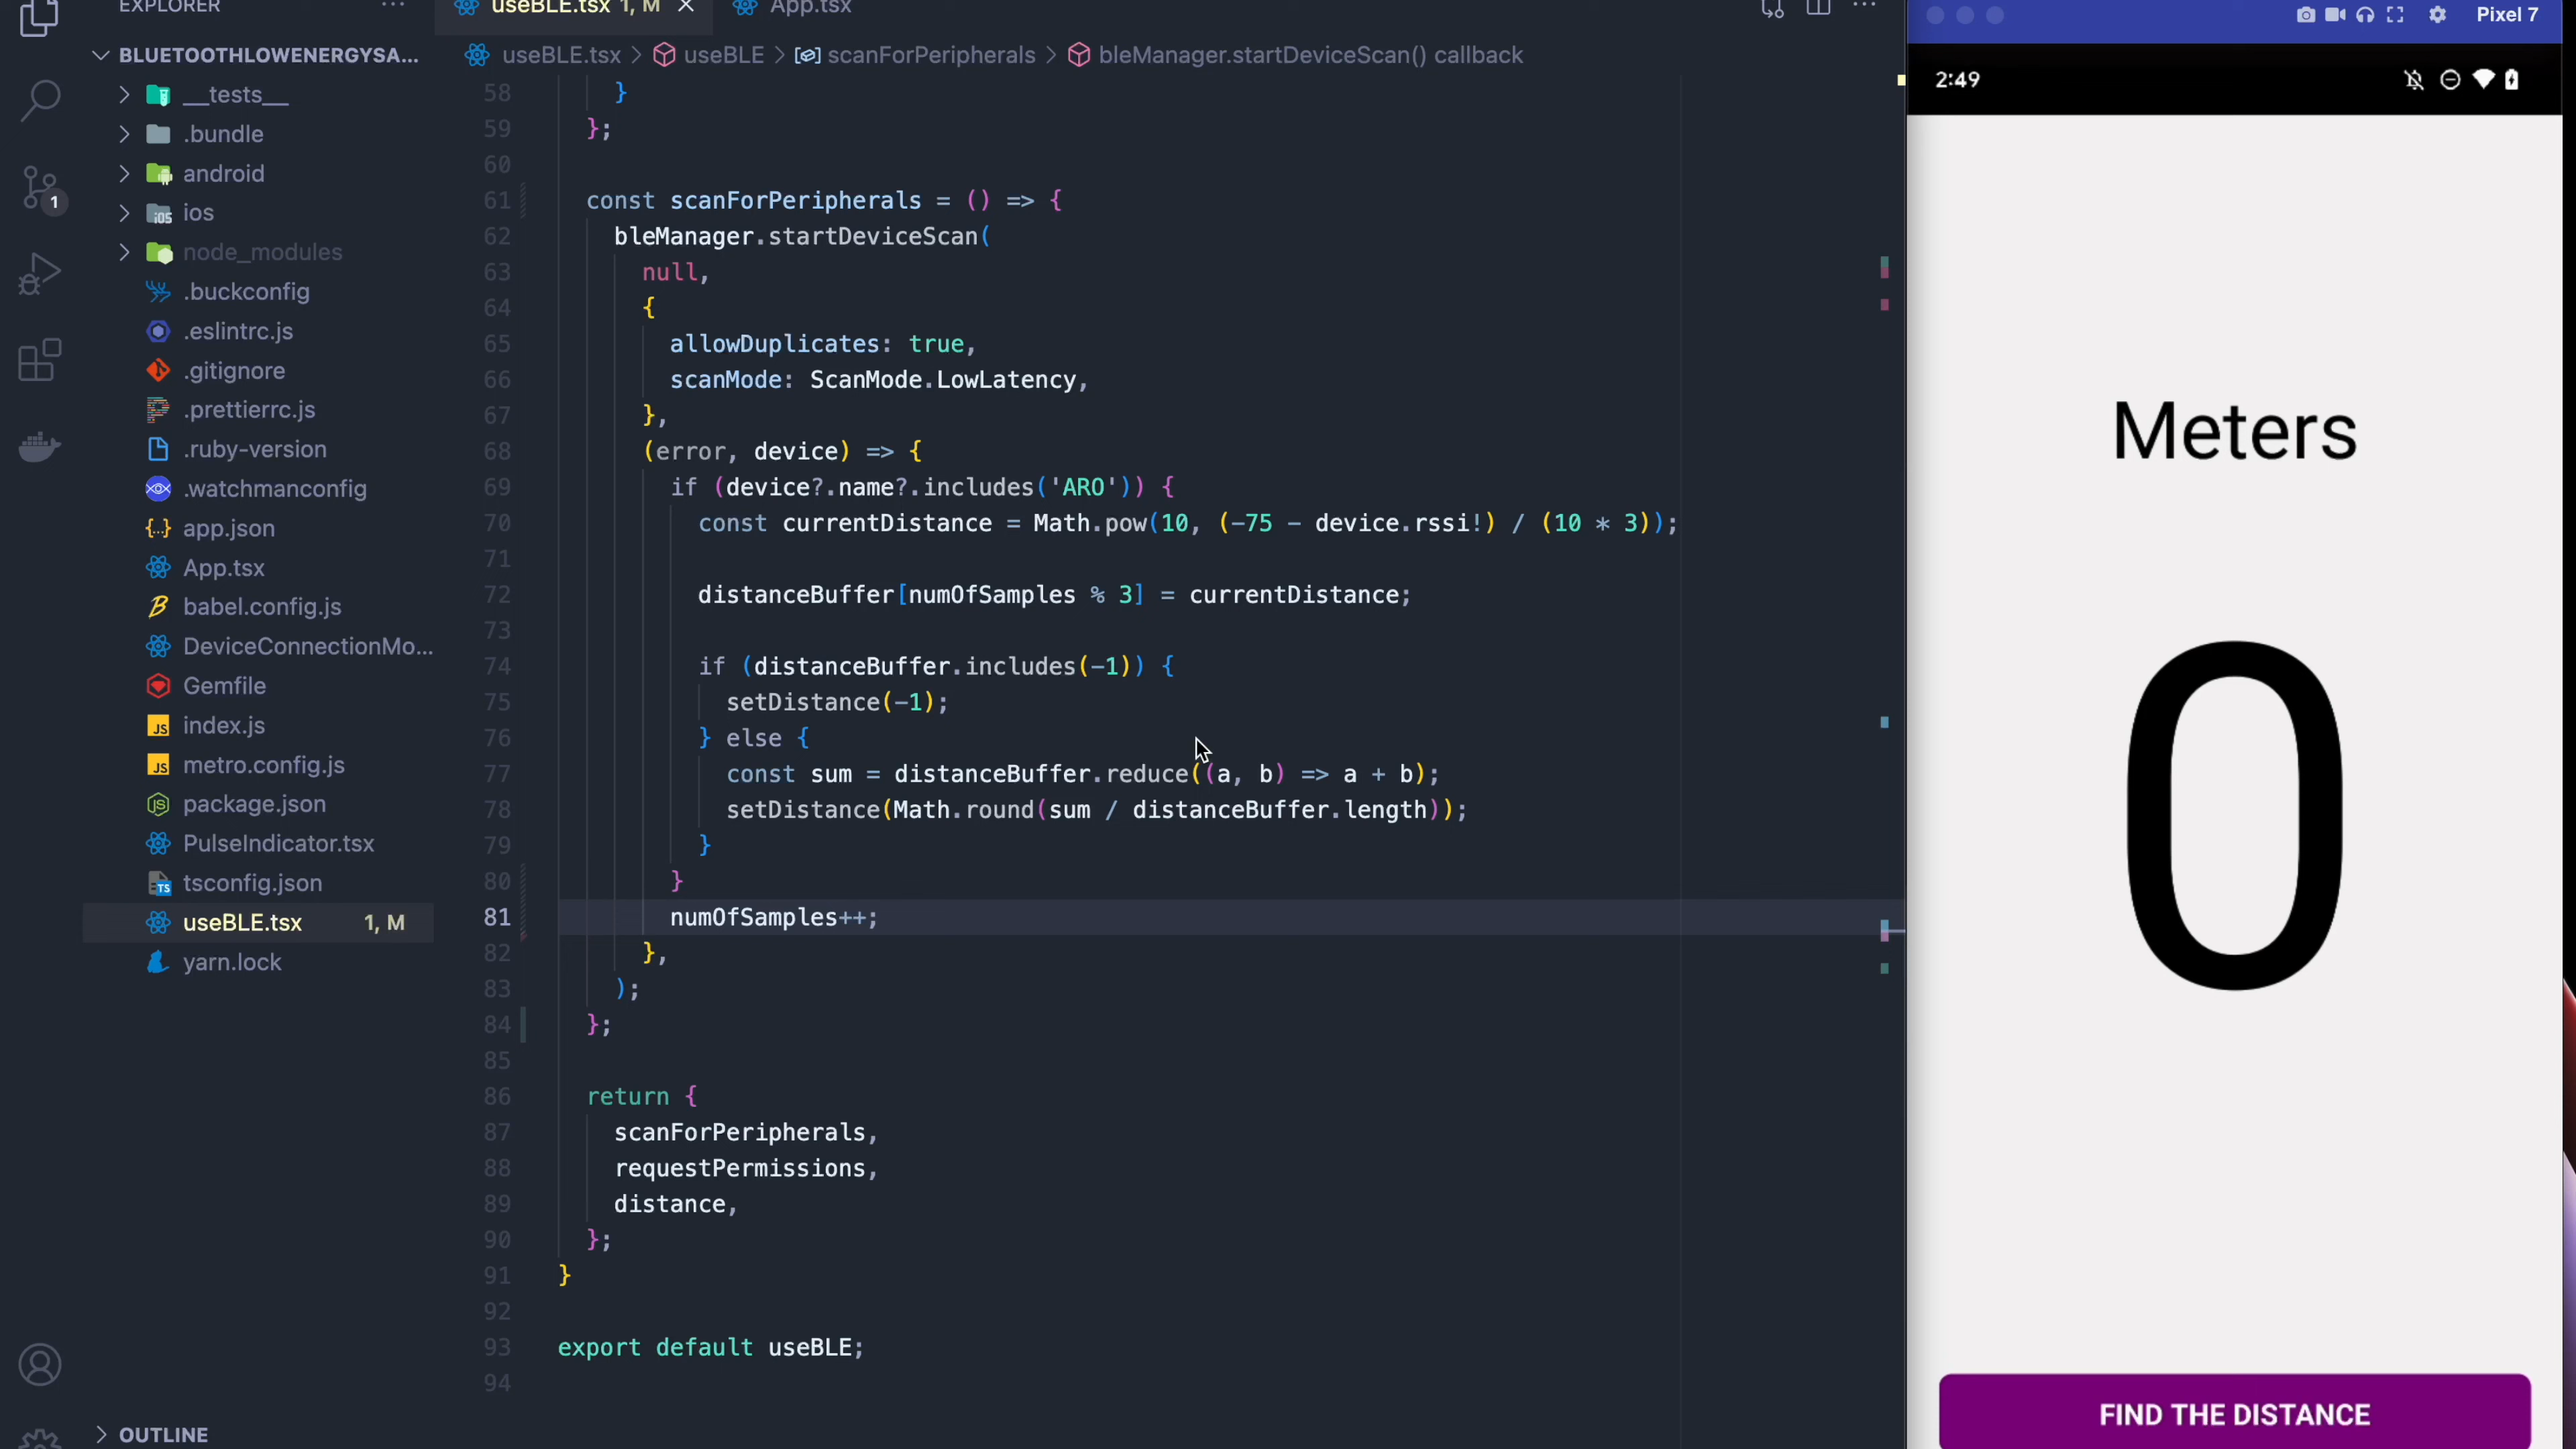 EXPLORER
useBLE.tsx 1, M
App.tsx
BLUETOOTHLOWENERGYSA...
__tests__
.bundle
android
ios
node_modules
.buckconfig
.eslintrc.js
.gitignore
.prettierrc.js
.ruby-version
.watchmanconfig
app.json
App.tsx
babel.config.js
DeviceConnectionMo...
Gemfile
index.js
metro.config.js
package.json
PulseIndicator.tsx
tsconfig.json
useBLE.tsx 1, M
yarn.lock
OUTLINE
1
useBLE.tsx > useBLE > scanForPeripherals > bleManager.startDeviceScan() callback
58 }
59 };
60
61 const scanForPeripherals = () => {
62 bleManager.startDeviceScan(
63 null,
64 {
65 allowDuplicates: true,
66 scanMode: ScanMode.LowLatency,
67 },
68 (error, device) => {
69 if (device?.name?.includes('ARO')) {
70 const currentDistance = Math.pow(10, (-75 - device.rssi!) / (10 * 3));
71
72 distanceBuffer[numOfSamples % 3] = currentDistance;
73
74 if (distanceBuffer.includes(-1)) {
75 setDistance(-1);
76 } else {
77 const sum = distanceBuffer.reduce((a, b) => a + b);
78 setDistance(Math.round(sum / distanceBuffer.length));
79 }
80 }
81 numOfSamples++;
82 },
83 );
84 };
85
86 return {
87 scanForPeripherals,
88 requestPermissions,
89 distance,
90 };
91 }
92
93 export default useBLE;
94
Pixel 7
2:49
Meters
0
FIND THE DISTANCE